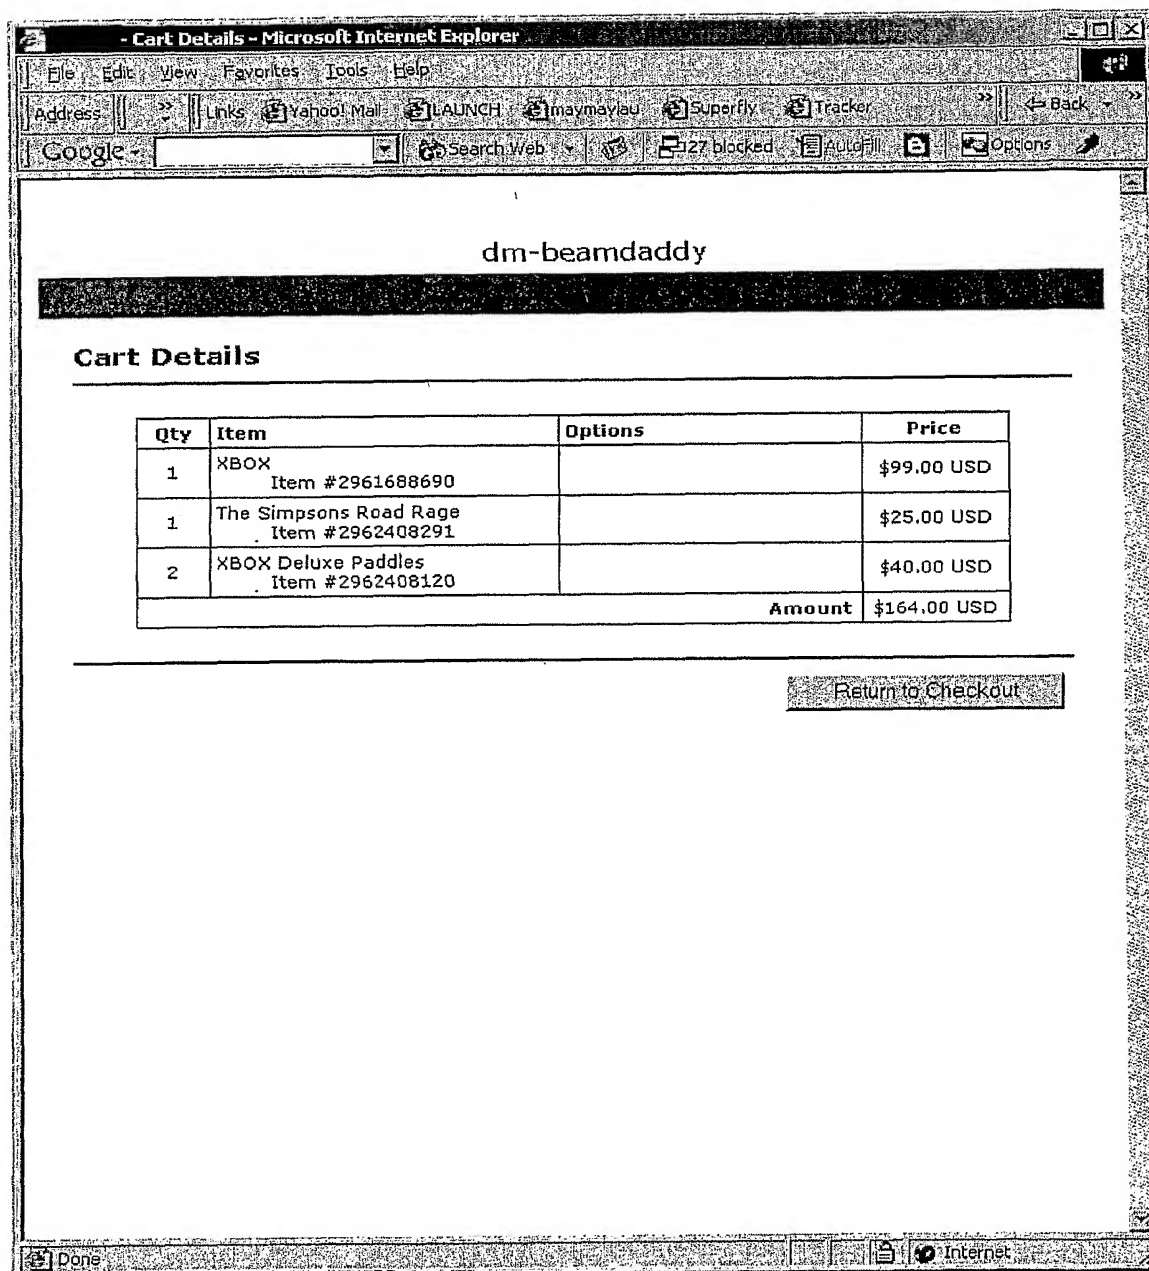 - Cart Details - Microsoft Internet Explorer
File Edit View Favorites Tools Help
Address >> Links Yahoo! Mail LAUNCH maymaylau Superfly Tracker >> Back >>
Google Search Web 27 blocked AutoFill Options
dm-beamdaddy
Cart Details
Qty Item Options Price
1 XBOX $99.00 USD
Item #2961688690
1 The Simpsons Road Rage $25.00 USD
Item #2962408291
2 XBOX Deluxe Paddles $40.00 USD
Item #2962408120
Amount $164.00 USD
Return to Checkout
Done Internet